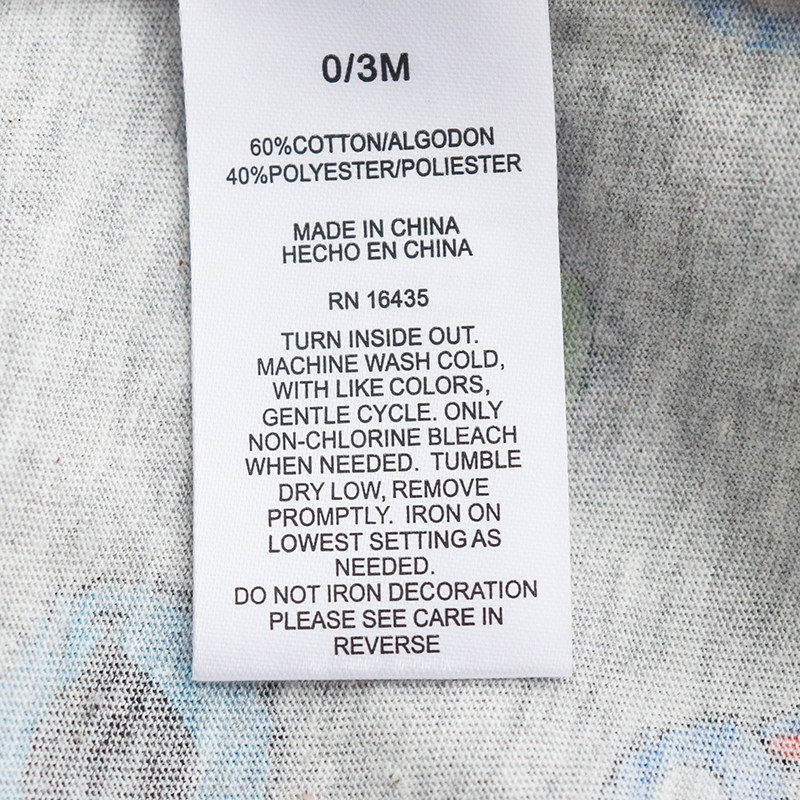 0/3M
60%COTTON/ALGODON
40%POLYESTER/POLIESTER
MADE IN CHINA
HECHO EN CHINA
RN 16435
TURN INSIDE OUT.
MACHINE WASH COLD,
WITH LIKE COLORS,
GENTLE CYCLE. ONLY
NON-CHLORINE BLEACH
WHEN NEEDED. TUMBLE
DRY LOW, REMOVE
PROMPTLY. IRON ON
LOWEST SETTING AS
NEEDED.
DO NOT IRON DECORATION
PLEASE SEE CARE IN
REVERSE